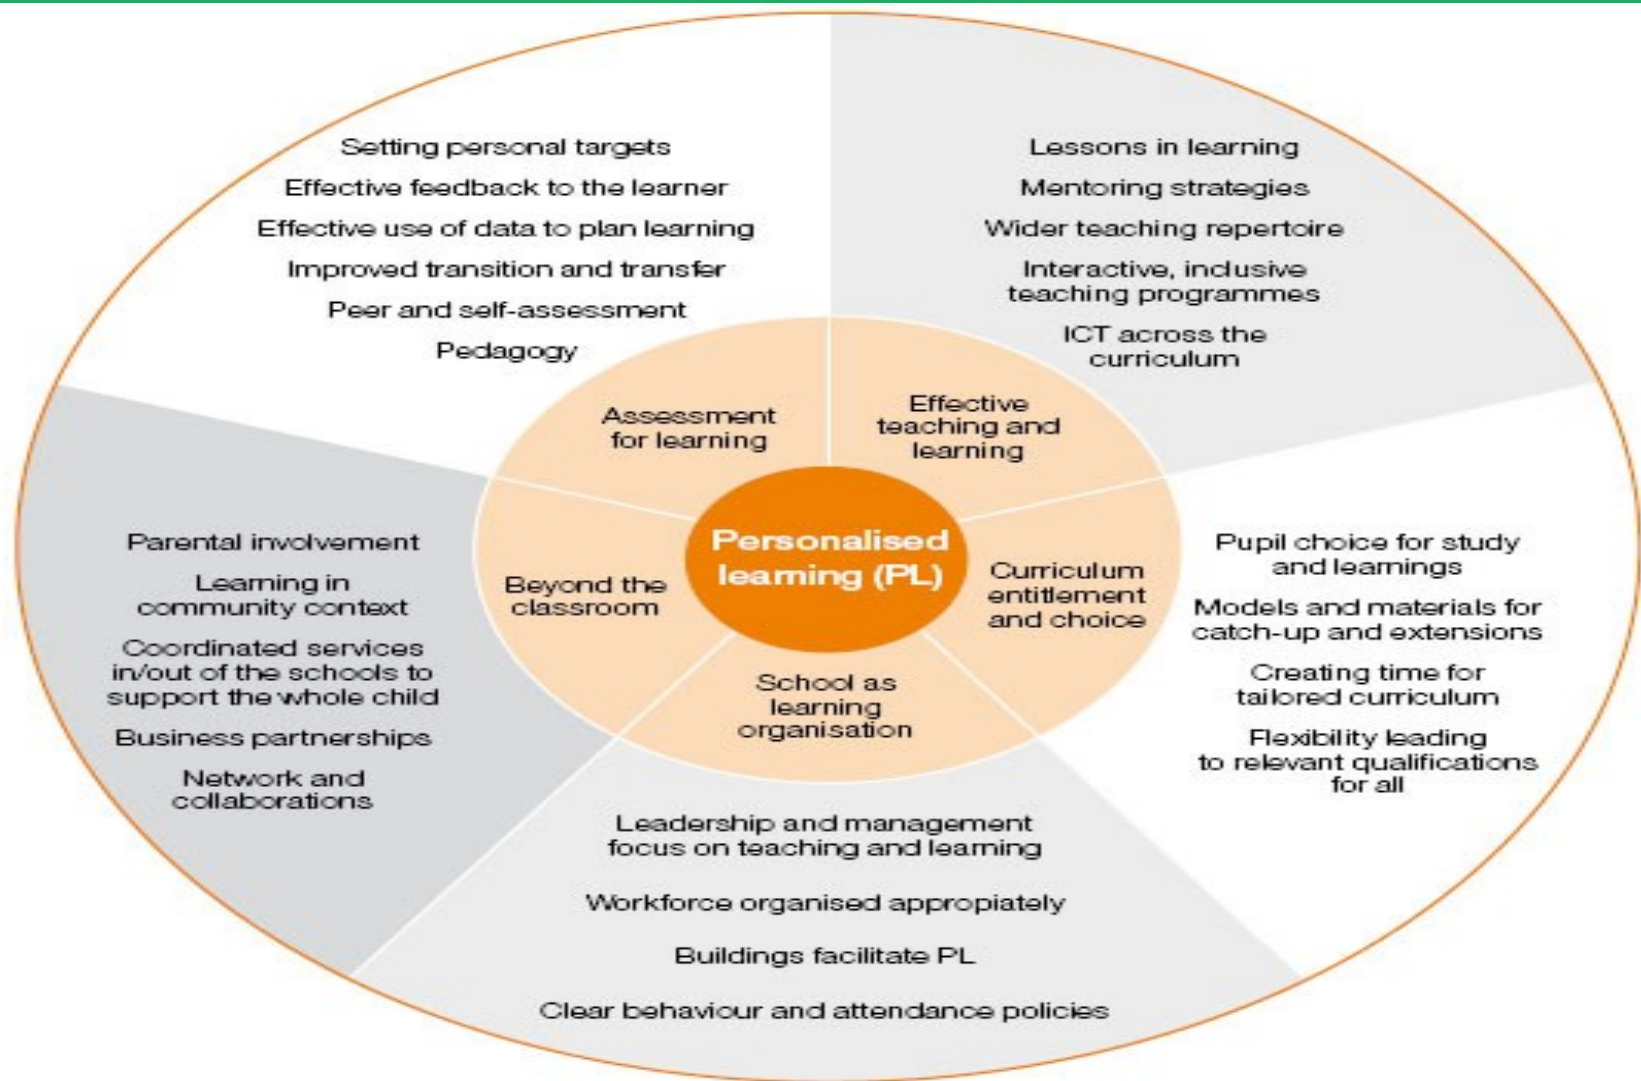 Setting personal targets
Effective feedback to the learner
Effective use of data to plan learning
Improved transition and transfer
Peer and self-assessment
Pedagogy
Lessons in learning
Mentoring strategies
Wider teaching repertoire
Interactive, inclusive
teaching programmes
ICT across the
curriculum
Assessment
for learning
Effective
teaching and
learning
Personalised
learning (PL)
Beyond the
classroom
Curriculum
entitlement
and choice
School as
learning
organisation
Parental involvement
Learning in
community context
Coordinated services
in/out of the schools to
support the whole child
Business partnerships
Network and
collaborations
Pupil choice for study
and learnings
Models and materials for
catch-up and extensions
Creating time for
tailored curriculum
Flexibility leading
to relevant qualifications
for all
Leadership and management
focus on teaching and learning
Workforce organised appropiately
Buildings facilitate PL
Clear behaviour and attendance policies